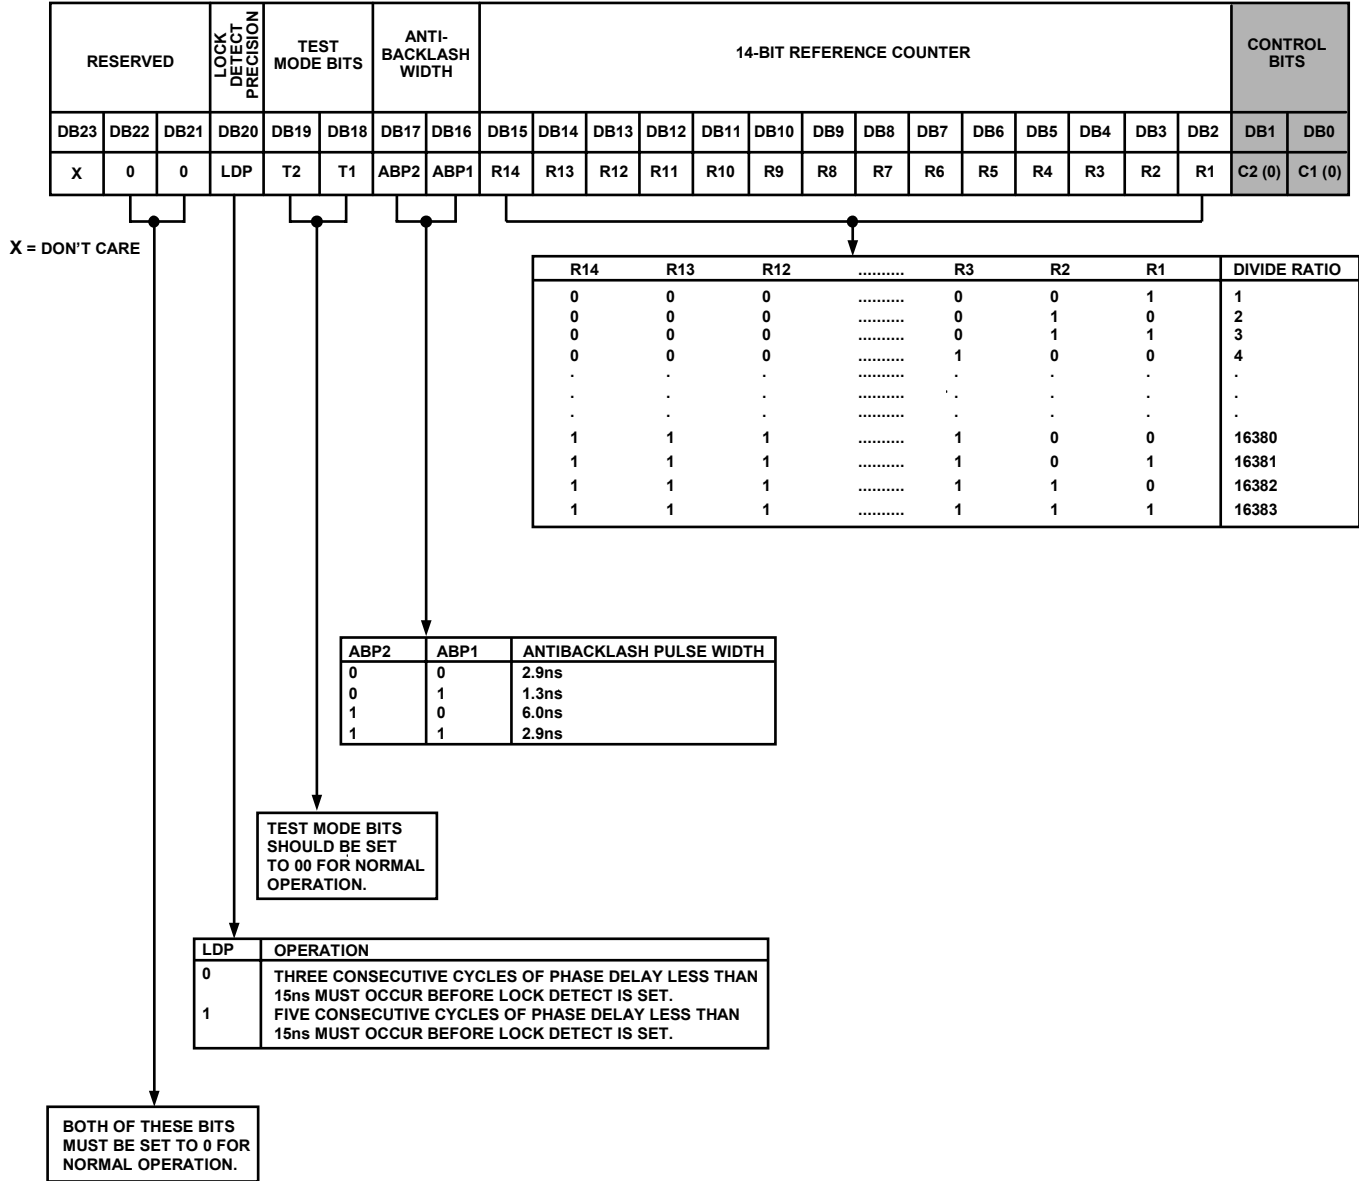 RESERVED
LOCK
DETECT
PRECISION
TEST
MODE BITS
ANTI-
BACKLASH
WIDTH
14-BIT REFERENCE COUNTER
CONTROL
BITS
DB23 DB22 DB21 DB20 DB19 DB18 DB17 DB16 DB15 DB14 DB13 DB12 DB11 DB10 DB9 DB8 DB7 DB6 DB5 DB4 DB3 DB2 DB1 DB0
X 0 0 LDP T2 T1 ABP2 ABP1 R14 R13 R12 R11 R10 R9 R8 R7 R6 R5 R4 R3 R2 R1 C2 (0) C1 (0)
X = DON'T CARE
R14 R13 R12 .......... R3 R2 R1 DIVIDE RATIO
0 0 0 .......... 0 0 1 1
0 0 0 .......... 0 1 0 2
0 0 0 .......... 0 1 1 3
0 0 0 .......... 1 0 0 4
. . . .......... . . . .
. . . .......... . . . .
. . . .......... . . . .
1 1 1 .......... 1 0 0 16380
1 1 1 .......... 1 0 1 16381
1 1 1 .......... 1 1 0 16382
1 1 1 .......... 1 1 1 16383
ABP2 ABP1 ANTIBACKLASH PULSE WIDTH
0 0 2.9ns
0 1 1.3ns
1 0 6.0ns
1 1 2.9ns
TEST MODE BITS
SHOULD BE SET
TO 00 FOR NORMAL
OPERATION.
LDP OPERATION
0 THREE CONSECUTIVE CYCLES OF PHASE DELAY LESS THAN
15ns MUST OCCUR BEFORE LOCK DETECT IS SET.
1 FIVE CONSECUTIVE CYCLES OF PHASE DELAY LESS THAN
15ns MUST OCCUR BEFORE LOCK DETECT IS SET.
BOTH OF THESE BITS
MUST BE SET TO 0 FOR
NORMAL OPERATION.